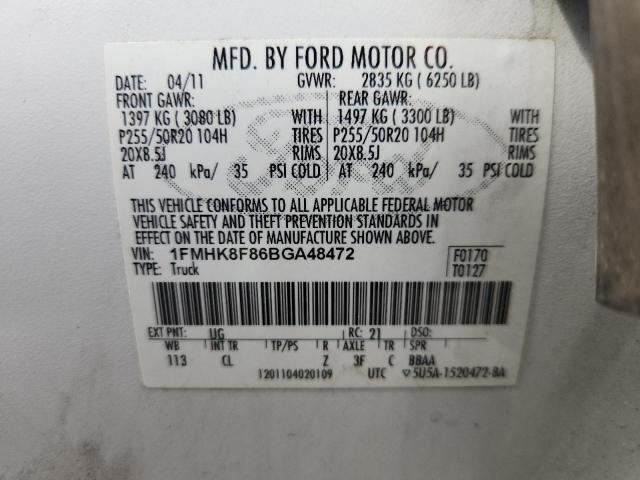 MFD. BY FORD MOTOR CO.
DATE: 04/11 GVWR: 2835 KG ( 6250 LB)
FRONT GAWR: REAR GAWR:
1397 KG ( 3080 LB) WITH 1497 KG ( 3300 LB) WITH
P255/50R20 104H TIRES P255/50R20 104H TIRES
20X8.5J RIMS 20X8.5J RIMS
AT 240 kPa/ 35 PSI COLD AT 240 kPa/ 35 PSI COLD
THIS VEHICLE CONFORMS TO ALL APPLICABLE FEDERAL MOTOR
VEHICLE SAFETY AND THEFT PREVENTION STANDARDS IN
EFFECT ON THE DATE OF MANUFACTURE SHOWN ABOVE.
VIN: 1FMHK8F86BGA48472 F0170
TYPE: Truck T0127
EXT PNT: UG RC: 21 DSO:
WB INT TR TP/PS R AXLE TR SPR
113 CL Z 3F C BBAA
1201104020109 UTC ▽5U5A-1520472-BA